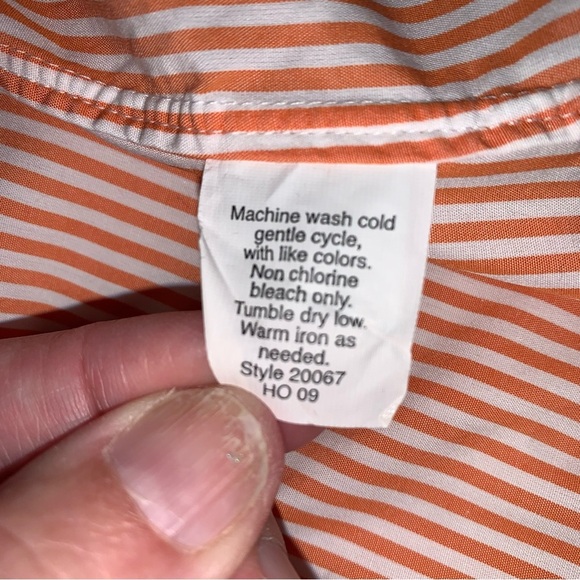 Machine wash cold
gentle cycle,
with like colors.
Non chlorine
bleach only.
Tumble dry low.
Warm iron as
needed.
Style 20067
HO 09